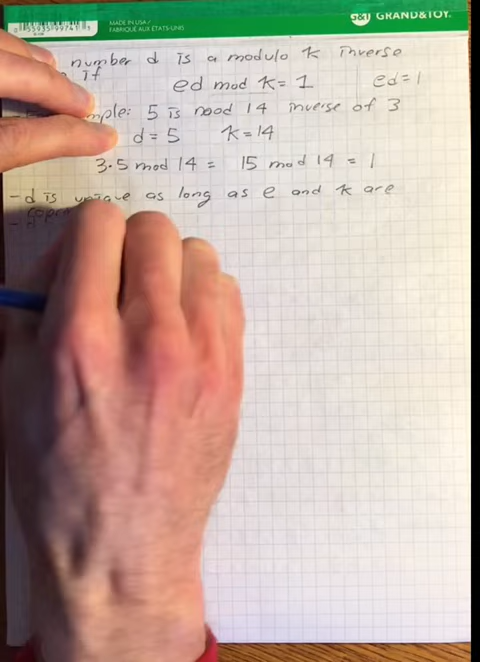 MADE IN USA/
FABRIQUÉ AUX ÉTATS-UNIS
G&T GRAND&TOY.
number d is a modulo k inverse
if
ed mod k = 1 ed = 1
5 is mod 14 inverse of 3
d = 5 k = 14
3·5 mod 14 = 15 mod 14 = 1
- d is unique as long as e and k are